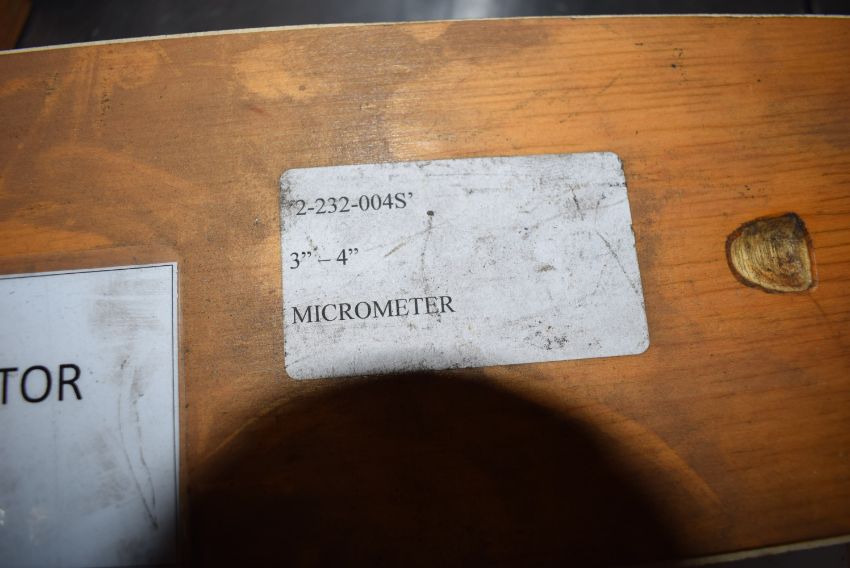 '2-232-004S'
3" – 4"
MICROMETER
TOR